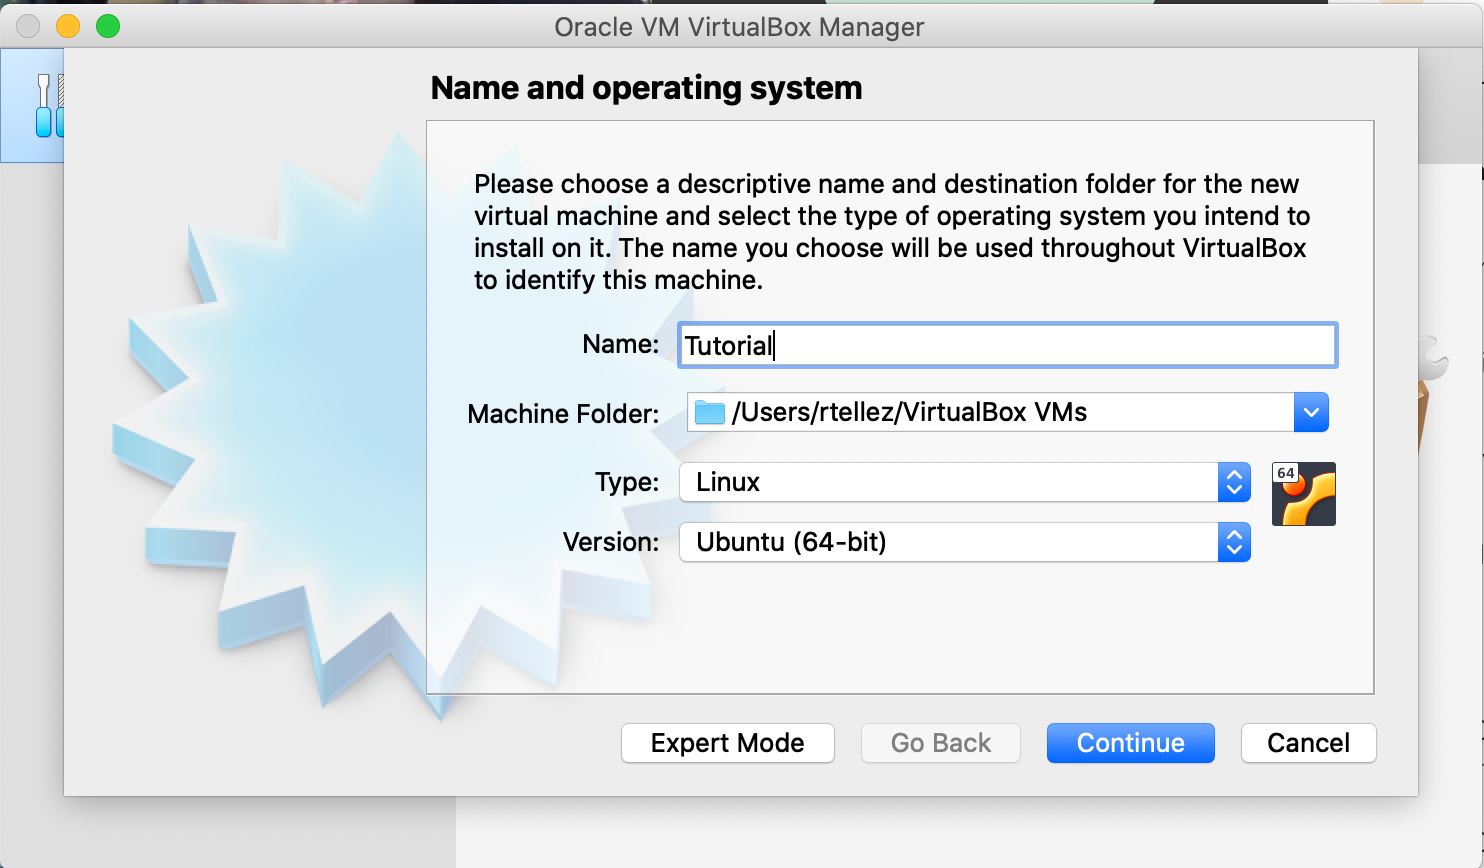 Oracle VM VirtualBox Manager
Name and operating system
Please choose a descriptive name and destination folder for the new
virtual machine and select the type of operating system you intend to
install on it. The name you choose will be used throughout VirtualBox
to identify this machine.
Name: Tutorial
Machine Folder: /Users/rtellez/VirtualBox VMs
Type: Linux
64
Version: Ubuntu (64-bit)
Expert Mode Go Back Continue Cancel